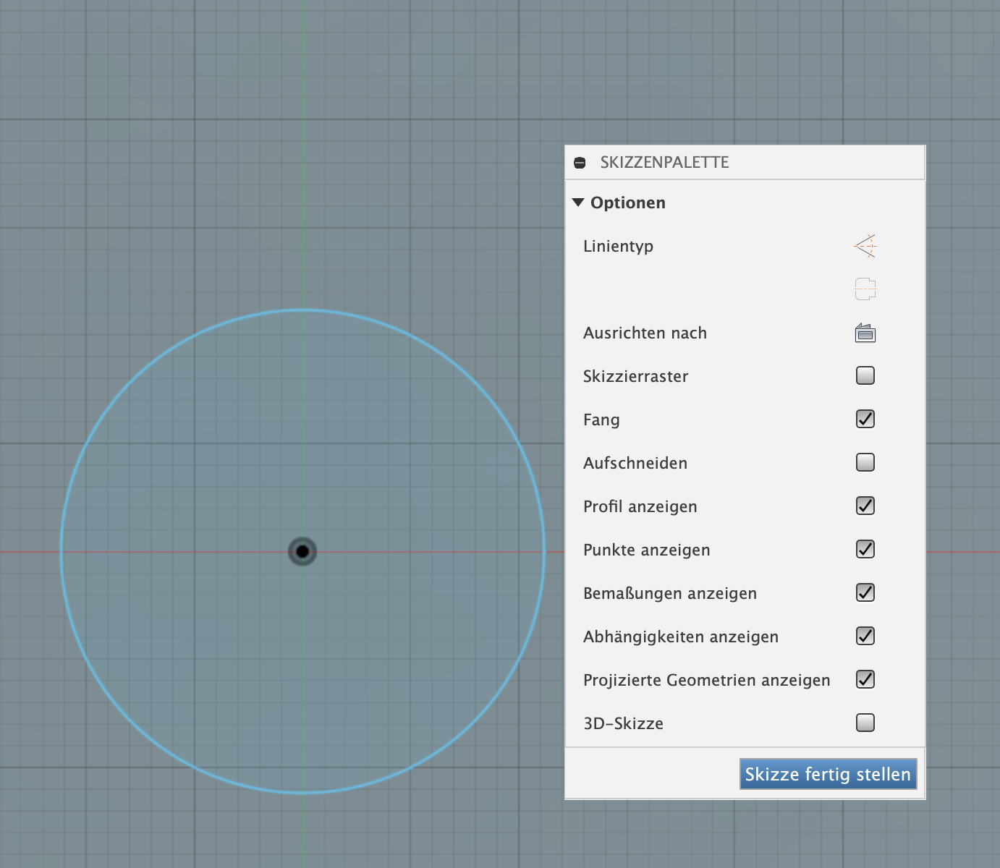 SKIZZENPALETTE
Optionen
Linientyp
Ausrichten nach
Skizzierraster
Fang
Aufschneiden
Profil anzeigen
Punkte anzeigen
Bemaßungen anzeigen
Abhängigkeiten anzeigen
Projizierte Geometrien anzeigen
3D-Skizze
Skizze fertig stellen